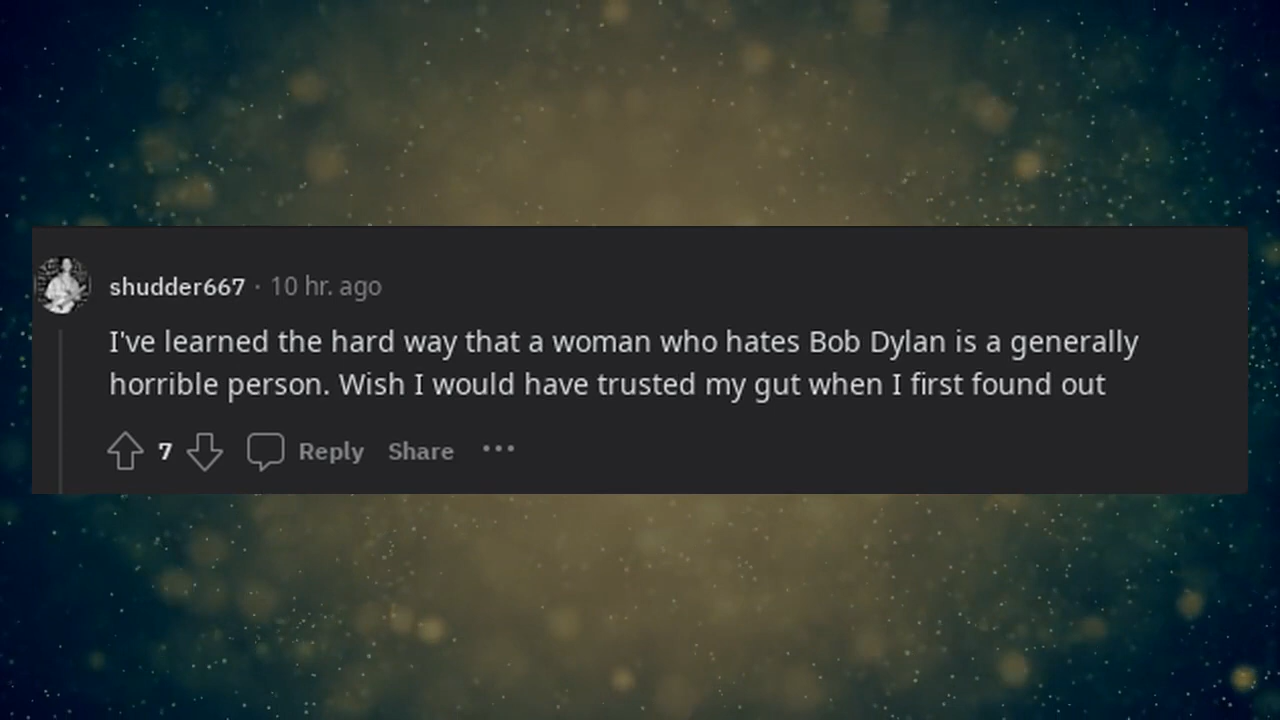 shudder667 · 10 hr. ago
I've learned the hard way that a woman who hates Bob Dylan is a generally
horrible person. Wish I would have trusted my gut when I first found out
7 Reply Share ···